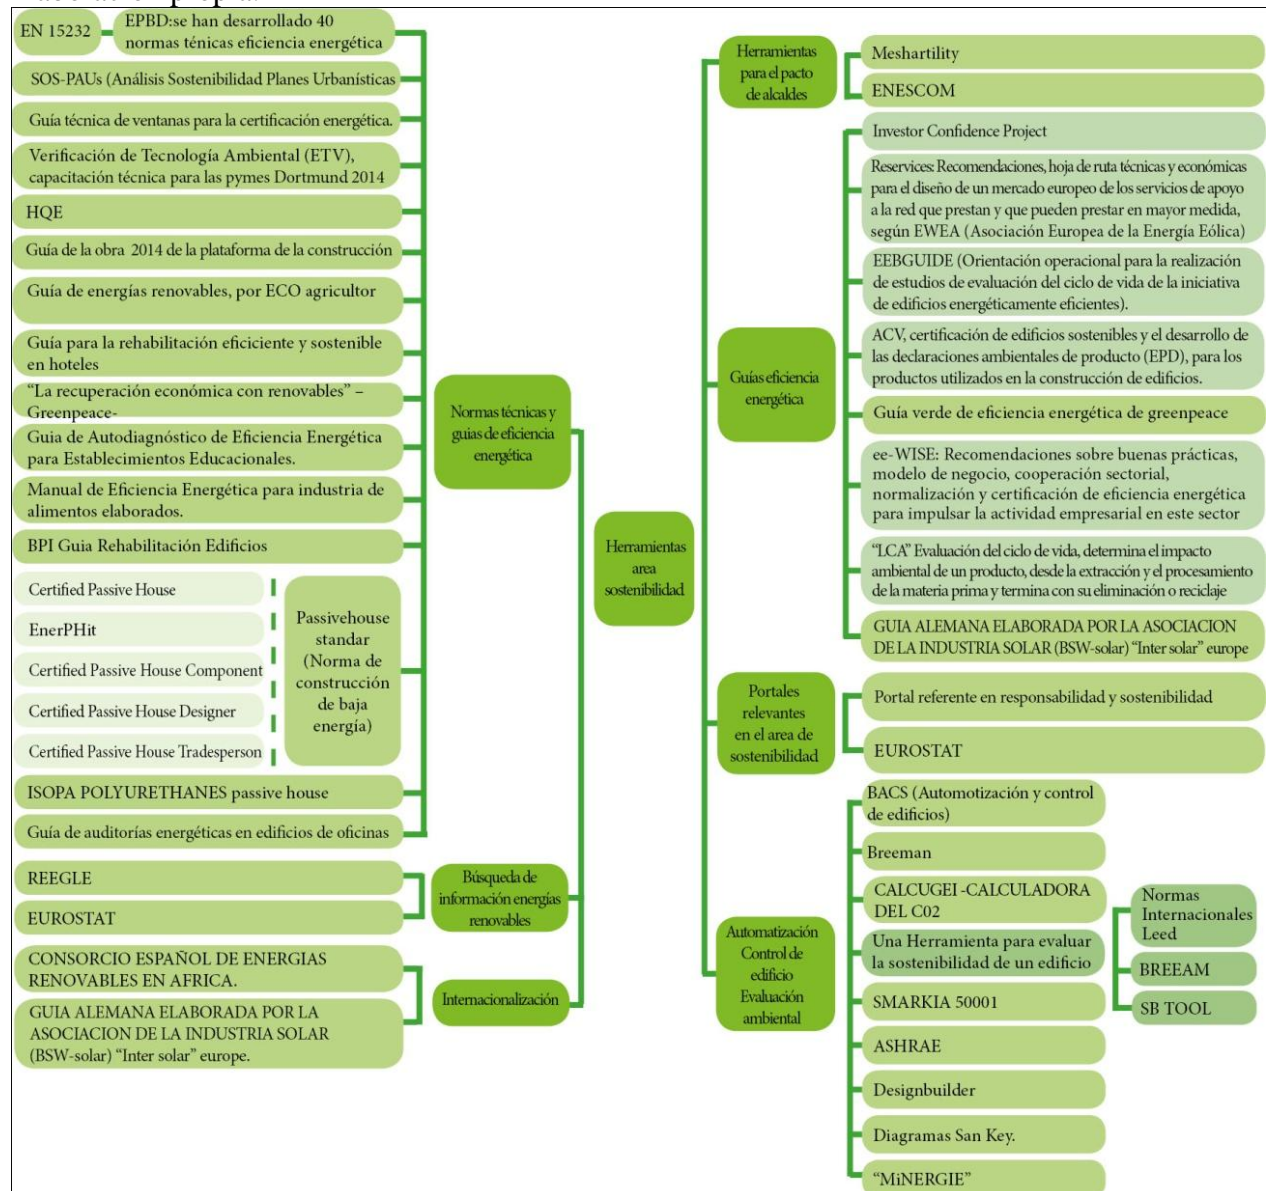 EN 15232
EPBD:se han desarrollado 40
normas ténicas eficiencia energética
SOS-PAUs (Análisis Sostenibilidad Planes Urbanísticas
Guía técnica de ventanas para la certificación energética.
Verificación de Tecnología Ambiental (ETV),
capacitación técnica para las pymes Dortmund 2014
HQE
Guía de la obra 2014 de la plataforma de la construcción
Guía de energías renovables, por ECO agricultor
Guía para la rehabilitación eficiciente y sostenible
en hoteles
“La recuperación económica con renovables” –
Greenpeace-
Guia de Autodiagnóstico de Eficiencia Energética
para Establecimientos Educacionales.
Manual de Eficiencia Energética para industria de
alimentos elaborados.
BPI Guia Rehabilitación Edificios
Certified Passive House
EnerPHit
Certified Passive House Component
Certified Passive House Designer
Certified Passive House Tradesperson
Passivehouse
standar
(Norma de
construcción
de baja
energía)
ISOPA POLYURETHANES passive house
Guía de auditorías energéticas en edificios de oficinas
Normas técnicas y
guias de eficiencia
energética
REEGLE
EUROSTAT
Búsqueda de
información energías
renovables
CONSORCIO ESPAÑOL DE ENERGIAS
RENOVABLES EN AFRICA.
GUIA ALEMANA ELABORADA POR LA
ASOCIACION DE LA INDUSTRIA SOLAR
(BSW-solar) “Inter solar” europe.
Internacionalización
Herramientas
area
sostenibilidad
Herramientas
para el pacto
de alcaldes
Meshartility
ENESCOM
Guías eficiencia
energética
Investor Confidence Project
Reservices: Recomendaciones, hoja de ruta técnicas y económicas
para el diseño de un mercado europeo de los servicios de apoyo
a la red que prestan y que pueden prestar en mayor medida,
según EWEA (Asociación Europea de la Energía Eólica)
EEBGUIDE (Orientación operacional para la realización
de estudios de evaluación del ciclo de vida de la iniciativa
de edificios energéticamente eficientes).
ACV, certificación de edificios sostenibles y el desarrollo de
las declaraciones ambientales de producto (EPD), para los
productos utilizados en la construcción de edificios.
Guía verde de eficiencia energética de greenpeace
ee-WISE: Recomendaciones sobre buenas prácticas,
modelo de negocio, cooperación sectorial,
normalización y certificación de eficiencia energética
para impulsar la actividad empresarial en este sector
“LCA” Evaluación del ciclo de vida, determina el impacto
ambiental de un producto, desde la extracción y el procesamiento
de la materia prima y termina con su eliminación o reciclaje
GUIA ALEMANA ELABORADA POR LA ASOCIACION
DE LA INDUSTRIA SOLAR (BSW-solar) “Inter solar” europe
Portales
relevantes
en el area de
sostenibilidad
Portal referente en responsabilidad y sostenibilidad
EUROSTAT
Automatización
Control de
edificio
Evaluación
ambiental
BACS (Automotización y control
de edificios)
Breeman
CALCUGEI -CALCULADORA
DEL C02
Una Herramienta para evaluar
la sostenibilidad de un edificio
SMARKIA 50001
ASHRAE
Designbuilder
Diagramas San Key.
“MiNERGIE”
Normas
Internacionales
Leed
BREEAM
SB TOOL